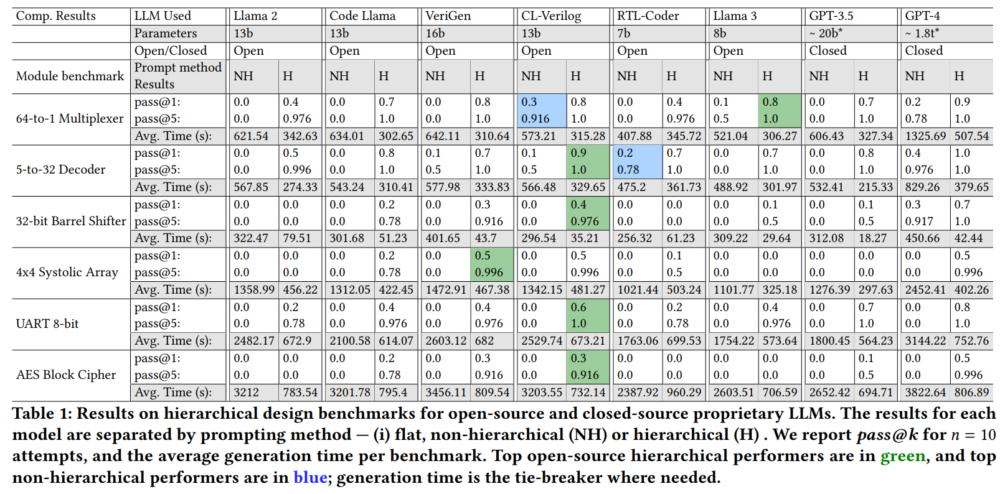 Comp. Results LLM Used Llama 2 Code Llama VeriGen CL-Verilog RTL-Coder Llama 3 GPT-3.5 GPT-4
Parameters 13b 13b 16b 13b 7b 8b ~ 20b* ~ 1.8t*
Open/Closed Open Open Open Open Open Open Closed Closed
Module benchmark Prompt method Results NH H NH H NH H NH H NH H NH H NH H NH H
64-to-1 Multiplexer
pass@1: 0.0 0.4 0.0 0.7 0.0 0.8 0.3 0.8 0.0 0.4 0.1 0.8 0.0 0.7 0.2 0.9
pass@5: 0.0 0.976 0.0 1.0 0.0 1.0 0.916 1.0 0.0 0.976 0.5 1.0 0.0 1.0 0.78 1.0
Avg. Time (s): 621.54 342.63 634.01 302.65 642.11 310.64 573.21 315.28 407.88 345.72 521.04 306.27 606.43 327.34 1325.69 507.54
5-to-32 Decoder
pass@1: 0.0 0.5 0.0 0.8 0.1 0.7 0.1 0.9 0.2 0.7 0.0 0.7 0.0 0.8 0.4 1.0
pass@5: 0.0 0.996 0.0 1.0 0.5 1.0 0.5 1.0 0.78 1.0 0.0 1.0 0.0 1.0 0.976 1.0
Avg. Time (s): 567.85 274.33 543.24 310.41 577.98 333.83 566.48 329.65 475.2 361.73 488.92 301.97 532.41 215.33 829.26 379.65
32-bit Barrel Shifter
pass@1: 0.0 0.0 0.0 0.2 0.0 0.3 0.0 0.4 0.0 0.0 0.0 0.1 0.0 0.1 0.3 0.7
pass@5: 0.0 0.0 0.0 0.78 0.0 0.916 0.0 0.976 0.0 0.0 0.0 0.5 0.0 0.5 0.917 1.0
Avg. Time (s): 322.47 79.51 301.68 51.23 401.65 43.7 296.54 35.21 256.32 61.23 309.22 29.64 312.08 18.27 450.66 42.44
4x4 Systolic Array
pass@1: 0.0 0.0 0.0 0.2 0.0 0.5 0.0 0.5 0.0 0.1 0.0 0.0 0.0 0.0 0.0 0.5
pass@5: 0.0 0.0 0.0 0.78 0.0 0.996 0.0 0.996 0.0 0.5 0.0 0.0 0.0 0.0 0.0 0.996
Avg. Time (s): 1358.99 456.22 1312.05 422.45 1472.91 467.38 1342.15 481.27 1021.44 503.24 1101.77 325.18 1276.39 297.63 2452.41 402.26
UART 8-bit
pass@1: 0.0 0.2 0.0 0.4 0.0 0.4 0.0 0.6 0.0 0.2 0.0 0.4 0.0 0.7 0.0 0.8
pass@5: 0.0 0.78 0.0 0.976 0.0 0.976 0.0 1.0 0.0 0.78 0.0 0.976 0.0 1.0 0.0 1.0
Avg. Time (s): 2482.17 672.9 2100.58 614.07 2603.12 682 2529.74 673.21 1763.06 699.53 1754.22 573.64 1800.45 564.23 3144.22 752.76
AES Block Cipher
pass@1: 0.0 0.0 0.0 0.2 0.0 0.3 0.0 0.3 0.0 0.0 0.0 0.0 0.0 0.1 0.0 0.5
pass@5: 0.0 0.0 0.0 0.78 0.0 0.916 0.0 0.916 0.0 0.0 0.0 0.0 0.0 0.5 0.0 0.996
Avg. Time (s): 3212 783.54 3201.78 795.4 3456.11 809.54 3203.55 732.14 2387.92 960.29 2603.51 706.59 2652.42 694.71 3822.64 806.89
Table 1: Results on hierarchical design benchmarks for open-source and closed-source proprietary LLMs. The results for each
model are separated by prompting method — (i) flat, non-hierarchical (NH) or hierarchical (H) . We report pass@k for n = 10
attempts, and the average generation time per benchmark. Top open-source hierarchical performers are in green, and top
non-hierarchical performers are in blue; generation time is the tie-breaker where needed.